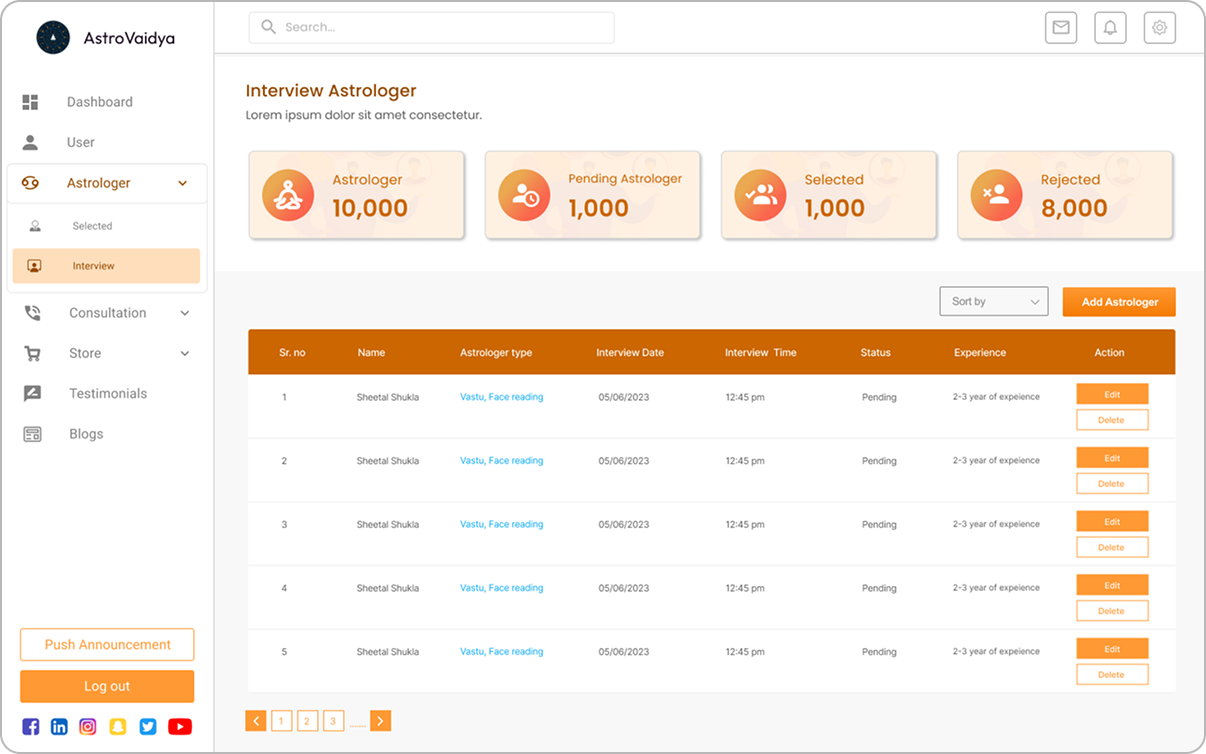 AstroVaidya
Search...
Dashboard
User
Astrologer
Selected
Interview
Consultation
Store
Testimonials
Blogs
Push Announcement
Log out
Interview Astrologer
Lorem ipsum dolor sit amet consectetur.
Astrologer
10,000
Pending Astrologer
1,000
Selected
1,000
Rejected
8,000
Sort by
Add Astrologer
Sr. no Name Astrologer type Interview Date Interview Time Status Experience Action
1 Sheetal Shukla Vastu, Face reading 05/06/2023 12:45 pm Pending 2-3 year of expeience Edit
Delete
2 Sheetal Shukla Vastu, Face reading 05/06/2023 12:45 pm Pending 2-3 year of expeience Edit
Delete
3 Sheetal Shukla Vastu, Face reading 05/06/2023 12:45 pm Pending 2-3 year of expeience Edit
Delete
4 Sheetal Shukla Vastu, Face reading 05/06/2023 12:45 pm Pending 2-3 year of expeience Edit
Delete
5 Sheetal Shukla Vastu, Face reading 05/06/2023 12:45 pm Pending 2-3 year of expeience Edit
Delete
< 1 2 3 ..... >